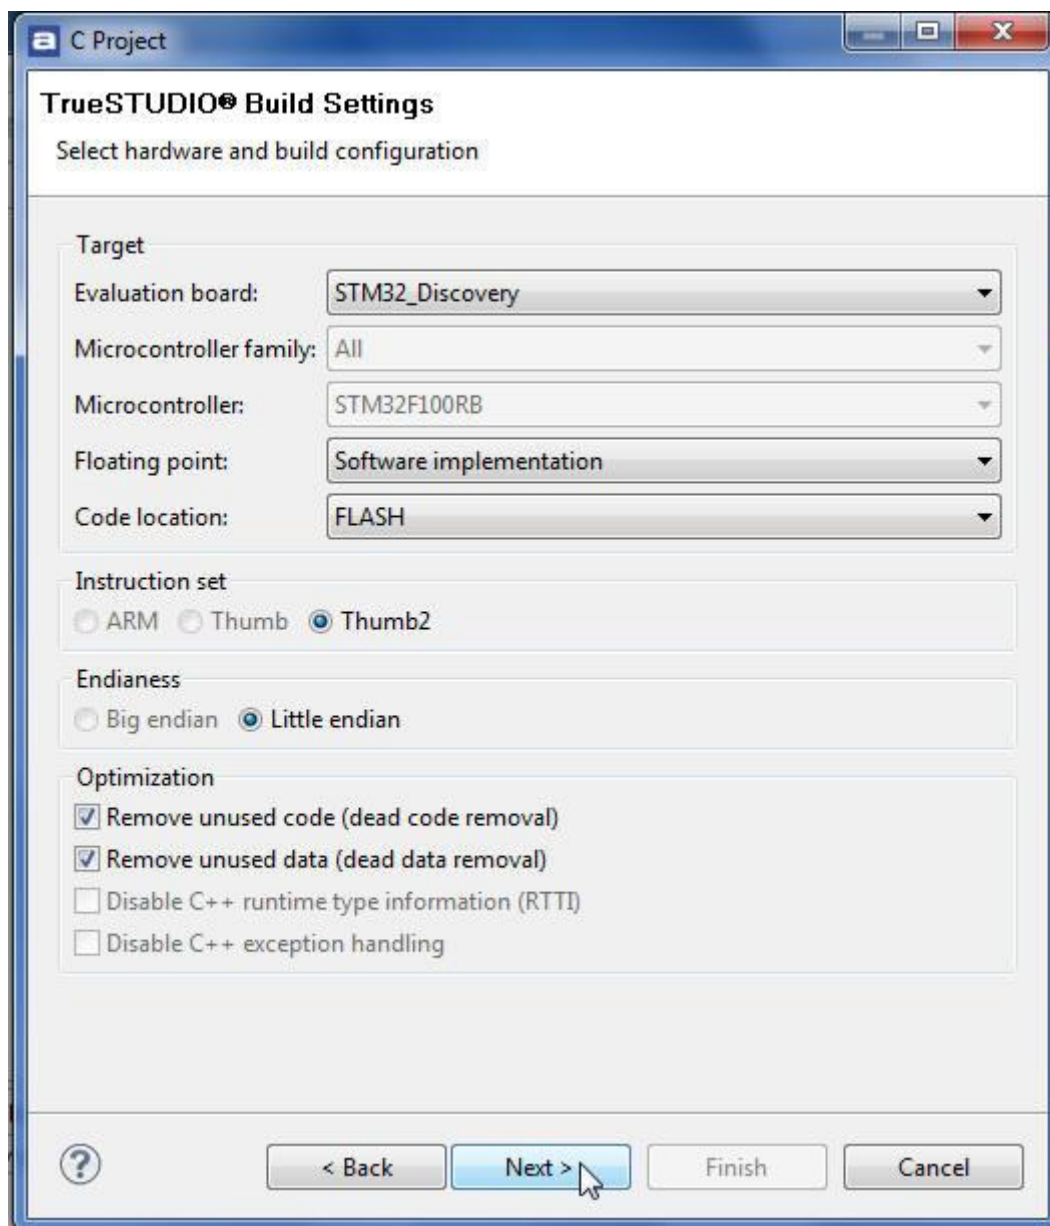 C Project
TrueSTUDIO® Build Settings
Select hardware and build configuration
Target
Evaluation board: STM32_Discovery
Microcontroller family: All
Microcontroller: STM32F100RB
Floating point: Software implementation
Code location: FLASH
Instruction set
ARM Thumb Thumb2
Endianess
Big endian Little endian
Optimization
Remove unused code (dead code removal)
Remove unused data (dead data removal)
Disable C++ runtime type information (RTTI)
Disable C++ exception handling
? < Back Next > Finish Cancel